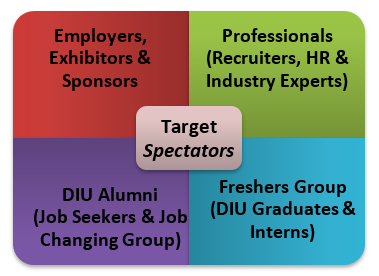 Employers,
Exhibitors &
Sponsors
Professionals
(Recruiters, HR &
Industry Experts)
Target
Spectators
DIU Alumni
(Job Seekers & Job
Changing Group)
Freshers Group
(DIU Graduates &
Interns)